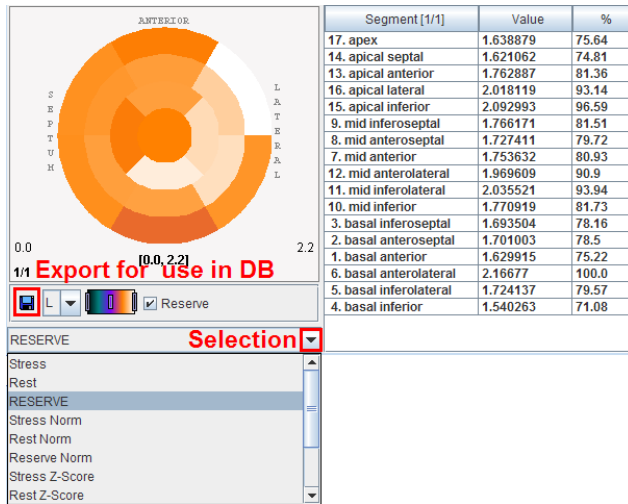 ANTERIOR
SEPTUM
LATERAL
0.0
[0.0, 2.2]
2.2
1/1
Export for use in DB
L
Reserve
RESERVE
Selection
Stress
Rest
RESERVE
Stress Norm
Rest Norm
Reserve Norm
Stress Z-Score
Rest Z-Score
Segment [1/1] Value %
17. apex 1.638879 75.64
14. apical septal 1.621062 74.81
13. apical anterior 1.762887 81.36
16. apical lateral 2.018119 93.14
15. apical inferior 2.092993 96.59
9. mid inferoseptal 1.766171 81.51
8. mid anteroseptal 1.727411 79.72
7. mid anterior 1.753632 80.93
12. mid anterolateral 1.969609 90.9
11. mid inferolateral 2.035521 93.94
10. mid inferior 1.770919 81.73
3. basal inferoseptal 1.693504 78.16
2. basal anteroseptal 1.701003 78.5
1. basal anterior 1.629915 75.22
6. basal anterolateral 2.16677 100.0
5. basal inferolateral 1.724137 79.57
4. basal inferior 1.540263 71.08